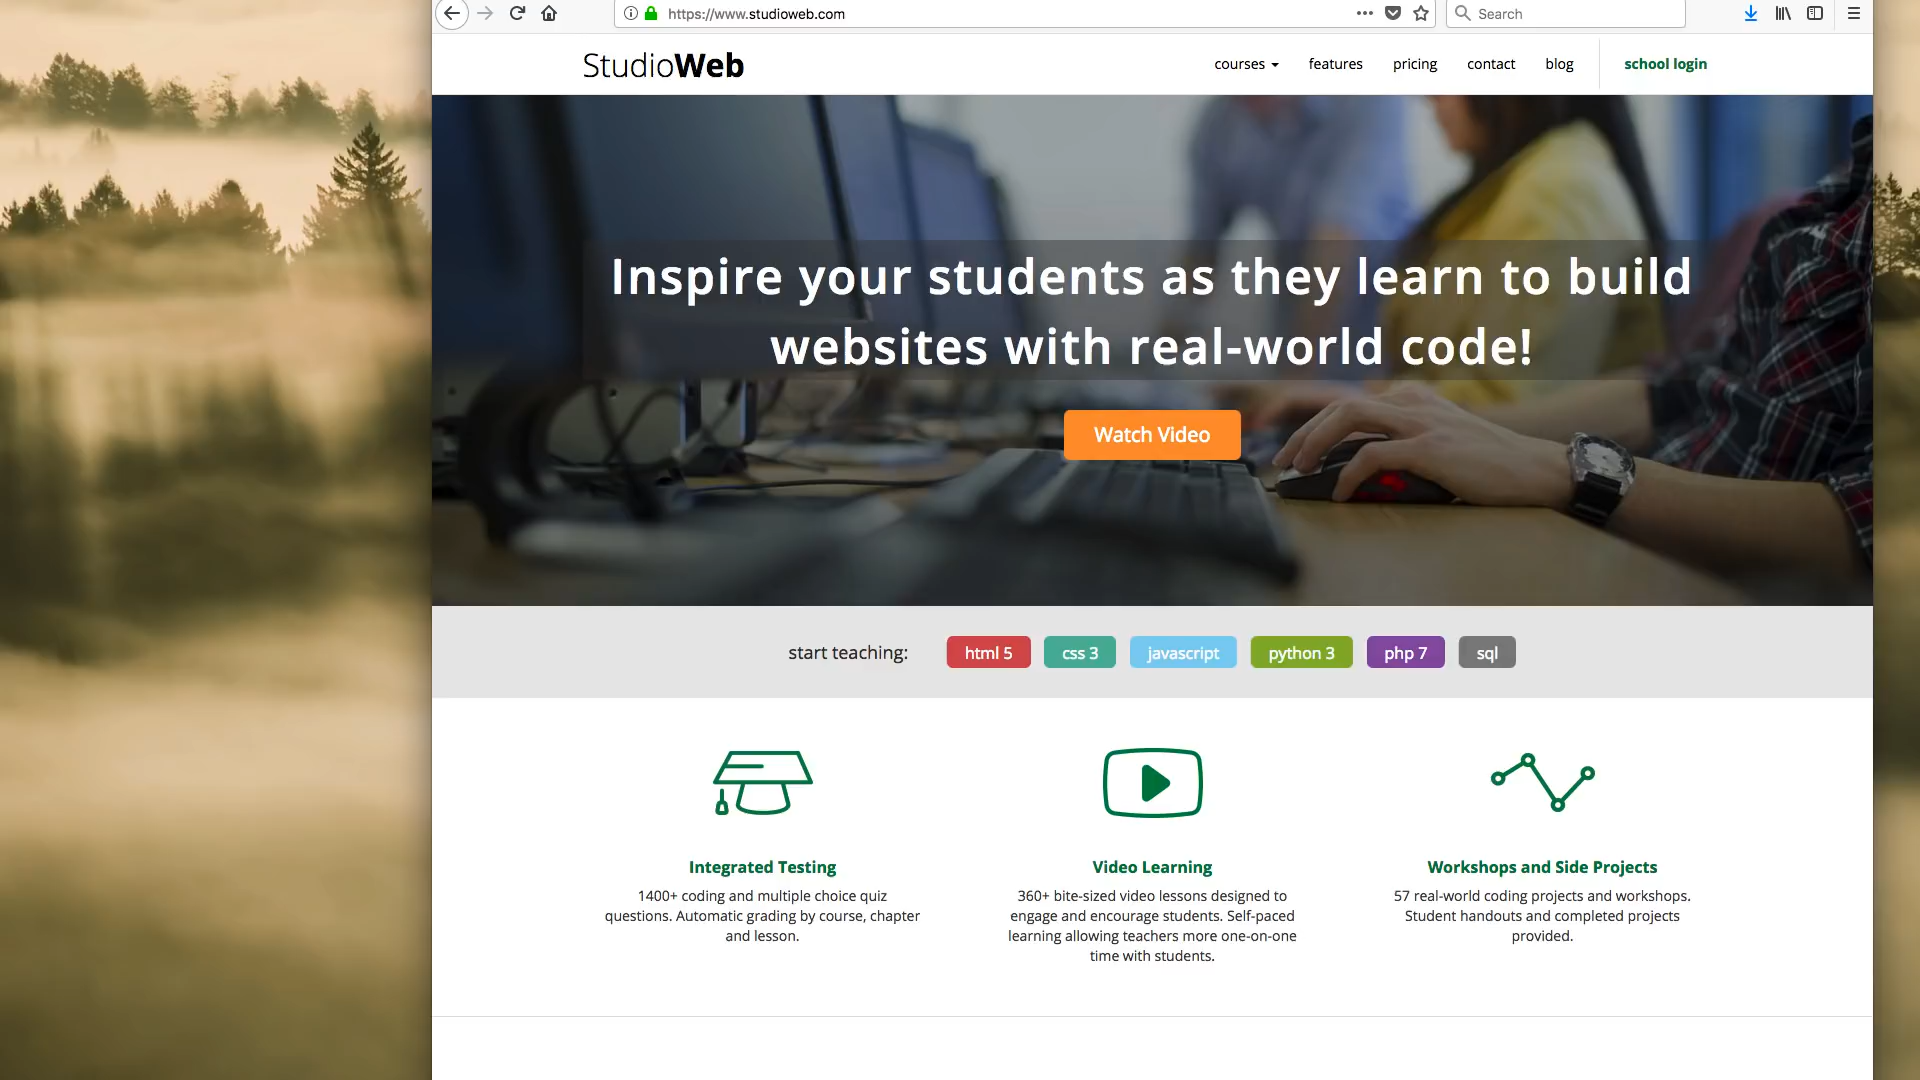 https://www.studioweb.com
Search
StudioWeb
courses
features
pricing
contact
blog
school login
Inspire your students as they learn to build
websites with real-world code!
Watch Video
start teaching:
html 5
css 3
javascript
python 3
php 7
sql
Integrated Testing
1400+ coding and multiple choice quiz
questions. Automatic grading by course, chapter
and lesson.
Video Learning
360+ bite-sized video lessons designed to
engage and encourage students. Self-paced
learning allowing teachers more one-on-one
time with students.
Workshops and Side Projects
57 real-world coding projects and workshops.
Student handouts and completed projects
provided.